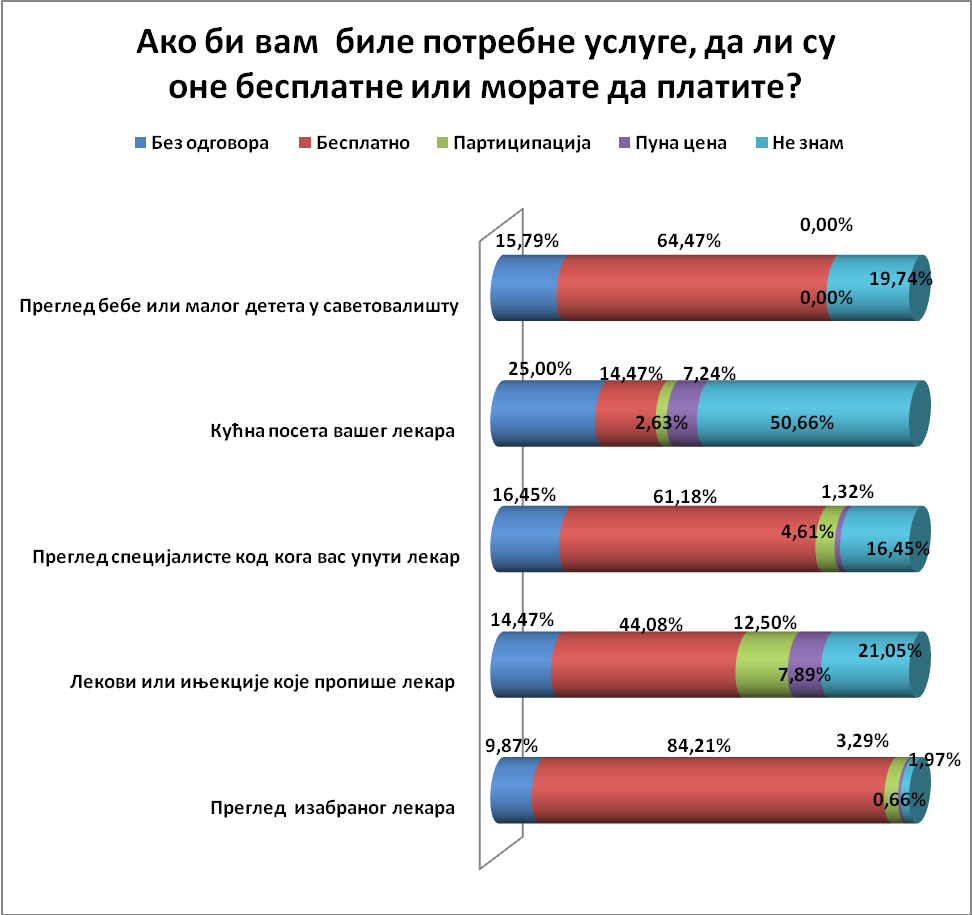 Ако би вам  биле потребне услуге, да ли су
оне бесплатне или морате да платите?
Без одговора Бесплатно Партиципација Пуна цена Не знам
0,00%
15,79% 64,47%
19,74%
Преглед бебе или малог детета у саветовалишту 0,00%
25,00% 14,47% 7,24%
Кућна посета вашег лекара 2,63% 50,66%
16,45% 61,18% 1,32%
4,61%
Преглед специјалисте код кога вас упути лекар 16,45%
14,47% 44,08% 12,50%
21,05%
Лекови или ињекције које пропише лекар 7,89%
9,87% 84,21% 3,29%
1,97%
Преглед  изабраног лекара 0,66%